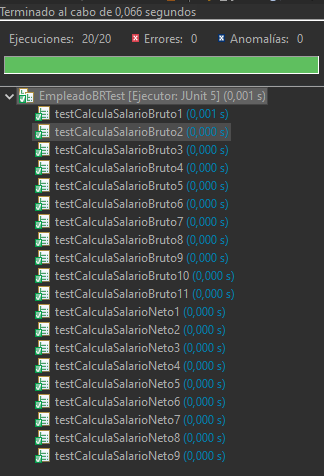 Terminado al cabo de 0,066 segundos
Ejecuciones: 20/20 Errores: 0 Anomalías: 0
EmpleadoBRTest [Ejecutor: JUnit 5] (0,001 s)
testCalculaSalarioBruto1 (0,001 s)
testCalculaSalarioBruto2 (0,000 s)
testCalculaSalarioBruto3 (0,000 s)
testCalculaSalarioBruto4 (0,000 s)
testCalculaSalarioBruto5 (0,000 s)
testCalculaSalarioBruto6 (0,000 s)
testCalculaSalarioBruto7 (0,000 s)
testCalculaSalarioBruto8 (0,000 s)
testCalculaSalarioBruto9 (0,000 s)
testCalculaSalarioBruto10 (0,000 s)
testCalculaSalarioBruto11 (0,000 s)
testCalculaSalarioNeto1 (0,000 s)
testCalculaSalarioNeto2 (0,000 s)
testCalculaSalarioNeto3 (0,000 s)
testCalculaSalarioNeto4 (0,000 s)
testCalculaSalarioNeto5 (0,000 s)
testCalculaSalarioNeto6 (0,000 s)
testCalculaSalarioNeto7 (0,000 s)
testCalculaSalarioNeto8 (0,000 s)
testCalculaSalarioNeto9 (0,000 s)